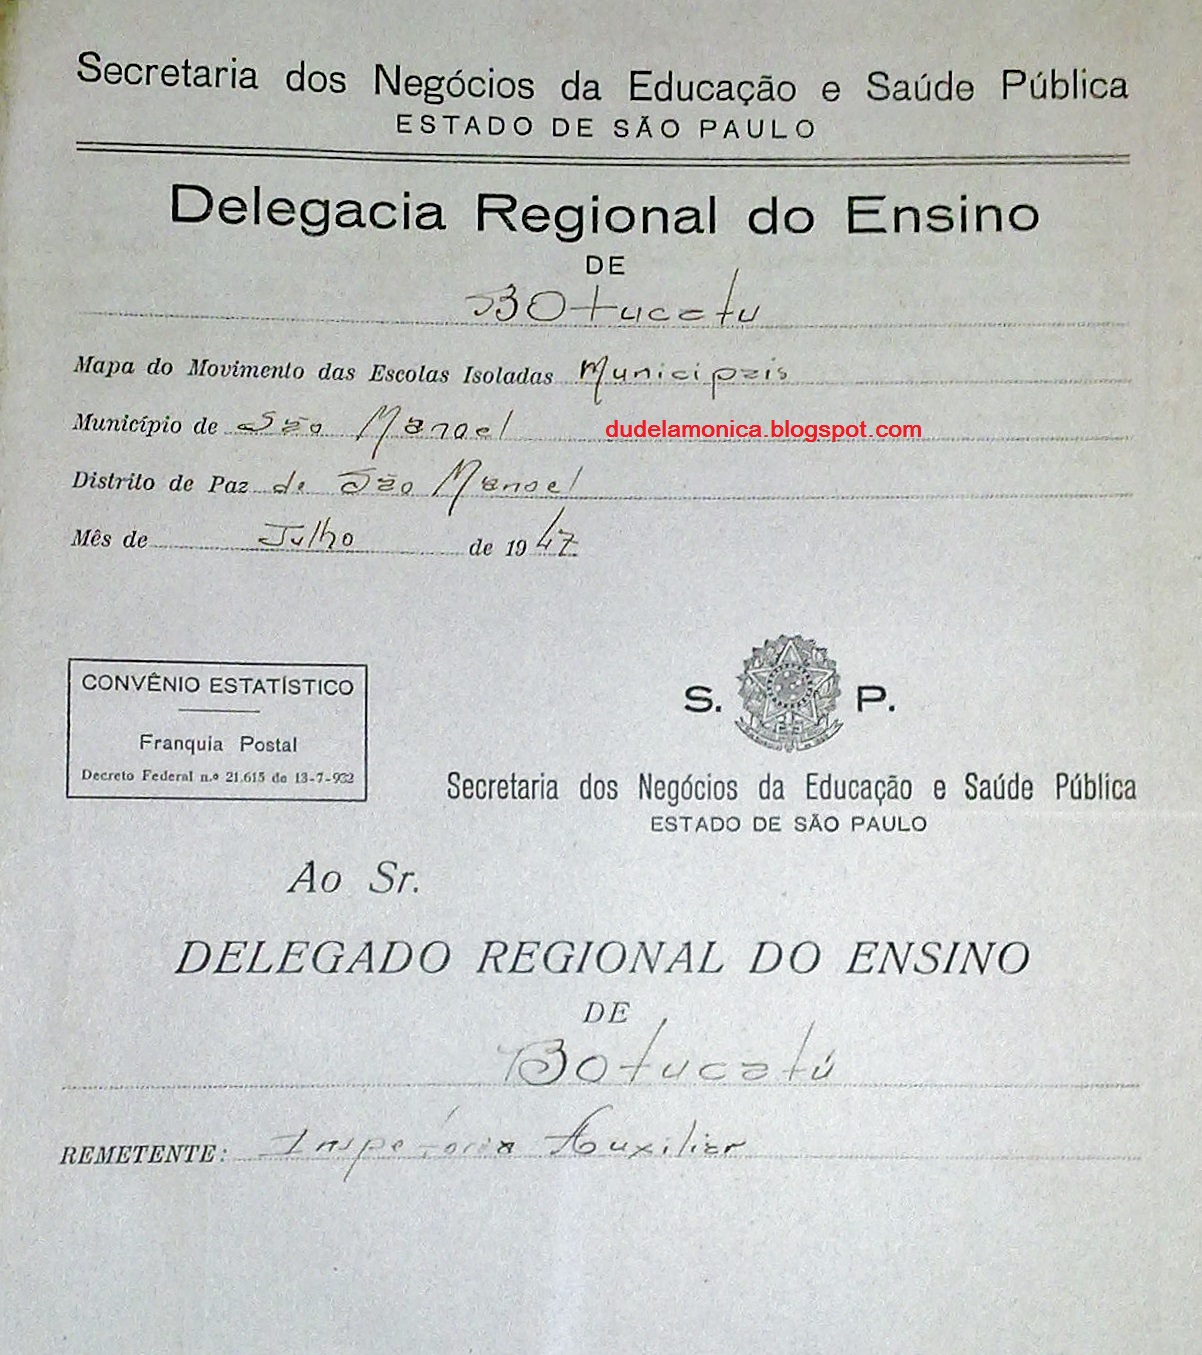 Secretaria dos Negócios da Educação e Saúde Pública
ESTADO DE SÃO PAULO
Delegacia Regional do Ensino
DE
Botucatu
Mapa do Movimento das Escolas Isoladas Municipais
Município de São Manoel
dudelamonica.blogspot.com
Distrito de Paz de São Manoel
Mês de Julho de 1947
CONVÊNIO ESTATÍSTICO
Franquia Postal
Decreto Federal n.º 21.615 de 13-7-932
S. P.
Secretaria dos Negócios da Educação e Saúde Pública
ESTADO DE SÃO PAULO
Ao Sr.
DELEGADO REGIONAL DO ENSINO
DE
Botucatú
REMETENTE: Inspetoria Auxiliar